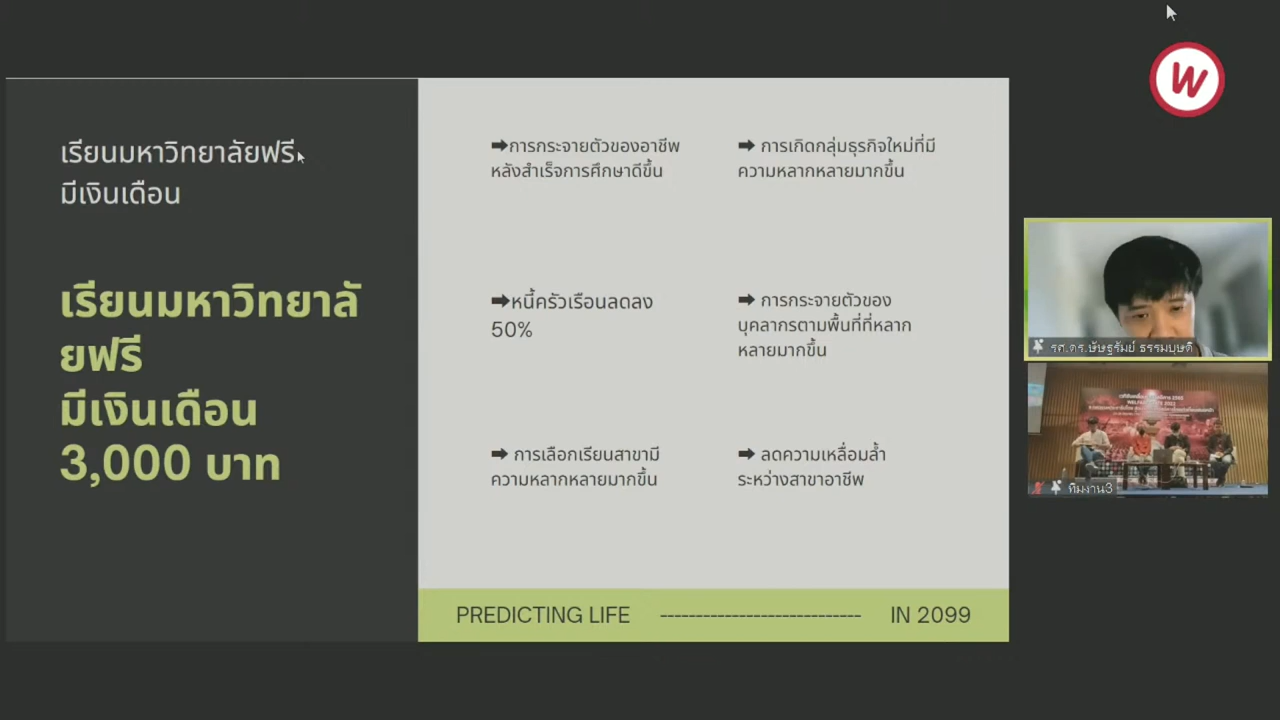 W
เรียนมหาวิทยาลัยฟรี
มีเงินเดือน
เรียนมหาวิทยาลั
ยฟรี
มีเงินเดือน
3,000 บาท
➡การกระจายตัวของอาชีพ
หลังสำเร็จการศึกษาดีขึ้น
➡ การเกิดกลุ่มธุรกิจใหม่ที่มี
ความหลากหลายมากขึ้น
➡หนี้ครัวเรือนลดลง
50%
➡ การกระจายตัวของ
บุคลากรตามพื้นที่ที่หลาก
หลายมากขึ้น
➡ การเลือกเรียนสาขามี
ความหลากหลายมากขึ้น
➡ ลดความเหลื่อมล้ำ
ระหว่างสาขาอาชีพ
PREDICTING LIFE ---------------------------- IN 2099
รศ.ดร.ษัษฐรัมย์ ธรรมบุษดี
ทีมงาน3